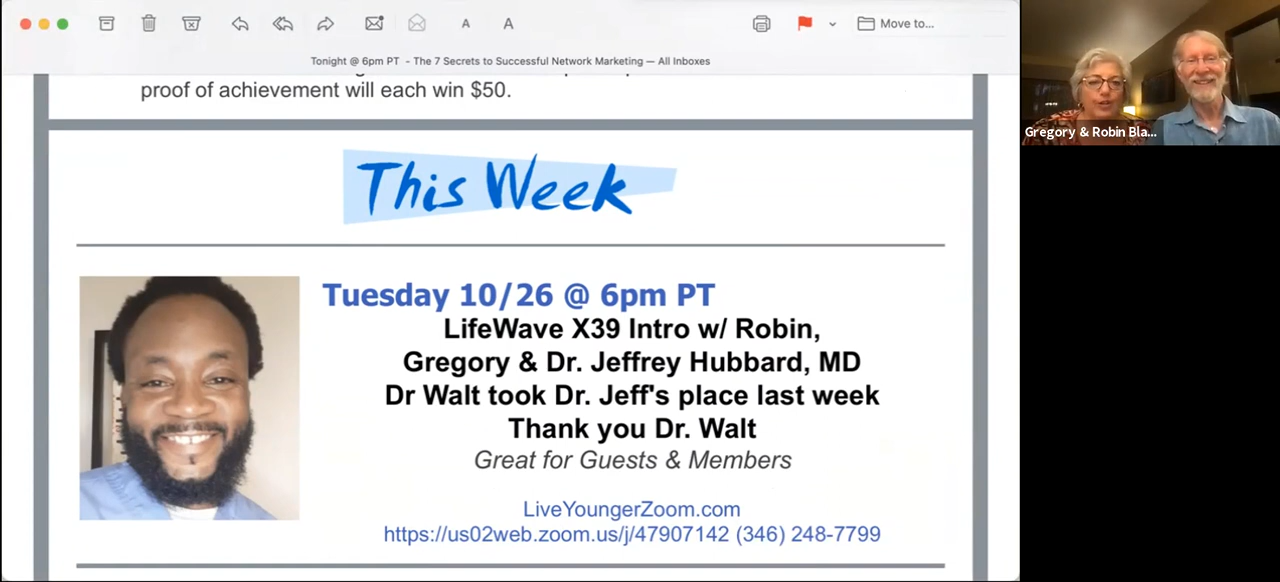 A A Move to...
Tonight @ 6pm PT - The 7 Secrets to Successful Network Marketing — All Inboxes
proof of achievement will each win $50.
This Week
Tuesday 10/26 @ 6pm PT
LifeWave X39 Intro w/ Robin,
Gregory & Dr. Jeffrey Hubbard, MD
Dr Walt took Dr. Jeff's place last week
Thank you Dr. Walt
Great for Guests & Members
LiveYoungerZoom.com
https://us02web.zoom.us/j/47907142 (346) 248-7799
Gregory & Robin Bla...